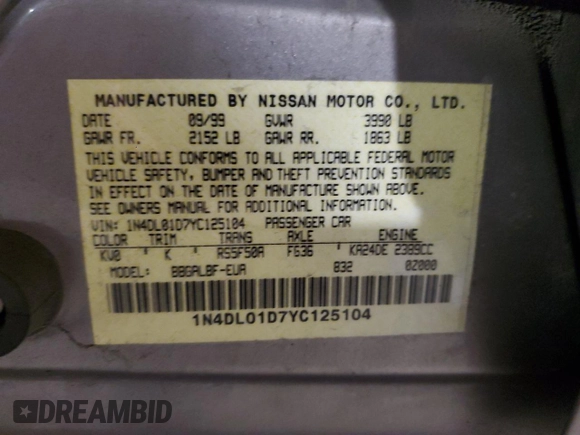 MANUFACTURED BY NISSAN MOTOR CO., LTD.
DATE 09/99 GVWR 3990 LB
GAWR FR. 2152 LB GAWR RR. 1863 LB
THIS VEHICLE CONFORMS TO ALL APPLICABLE FEDERAL MOTOR
VEHICLE SAFETY, BUMPER AND THEFT PREVENTION STANDARDS
IN EFFECT ON THE DATE OF MANUFACTURE SHOWN ABOVE.
SEE OWNERS MANUAL FOR ADDITIONAL INFORMATION.
VIN: 1N4DL01D7YC125104 PASSENGER CAR
COLOR TRIM TRANS AXLE ENGINE
KV0 K RS5F50A FG36 KA24DE 2389CC
MODEL: BBGALBF-EUA 832 02000
1N4DL01D7YC125104
DREAMBID